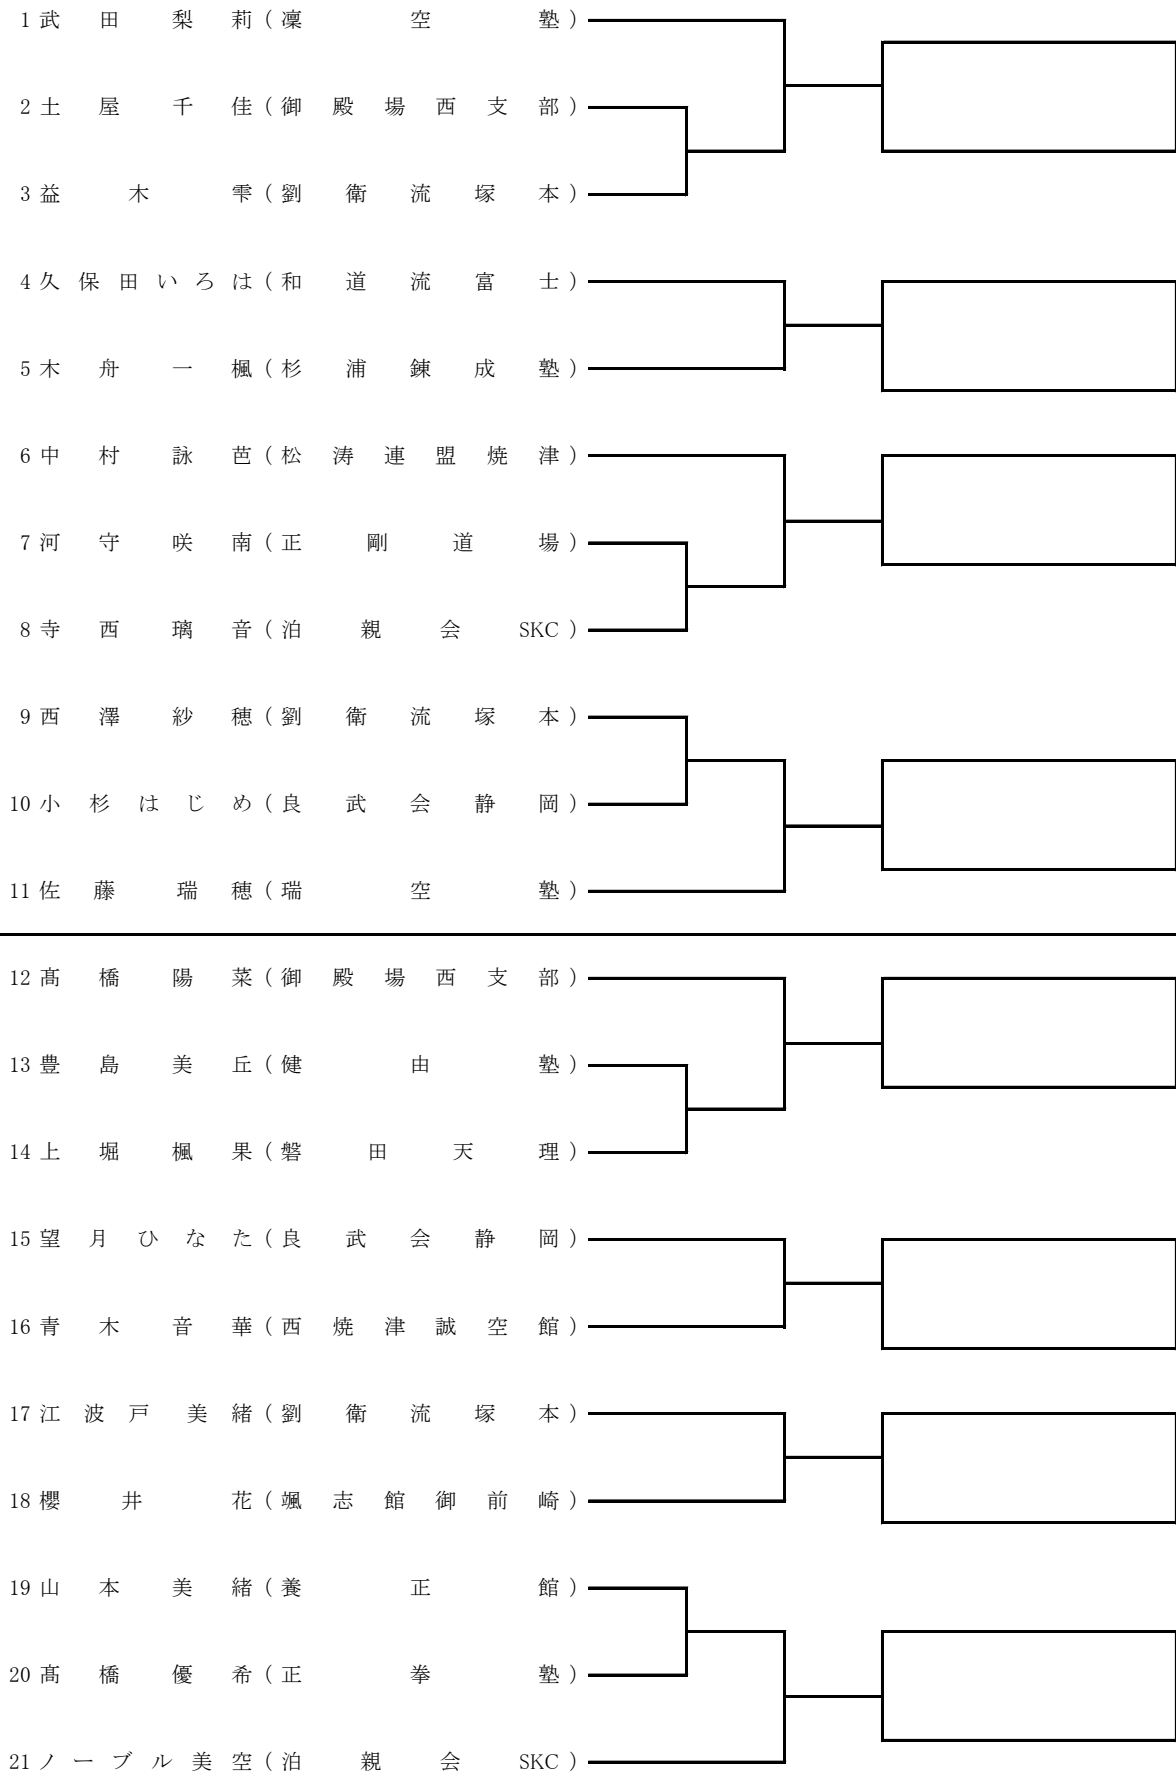 1 武田梨莉（凜空塾）
2 土屋千佳（御殿場西支部）
3 益木雫（劉衛流塚本）
4 久保田いろは（和道流富士）
5 木舟一楓（杉浦錬成塾）
6 中村詠芭（松涛連盟焼津）
7 河守咲南（正剛道場）
8 寺西璃音（泊親会SKC）
9 西澤紗穂（劉衛流塚本）
10 小杉はじめ（良武会静岡）
11 佐藤瑞穂（瑞空塾）
12 髙橋陽菜（御殿場西支部）
13 豊島美丘（健由塾）
14 上堀楓果（磐田天理）
15 望月ひなた（良武会静岡）
16 青木音華（西焼津誠空館）
17 江波戸美緒（劉衛流塚本）
18 櫻井花（颯志館御前崎）
19 山本美緒（養正館）
20 髙橋優希（正拳塾）
21 ノーブル美空（泊親会SKC）